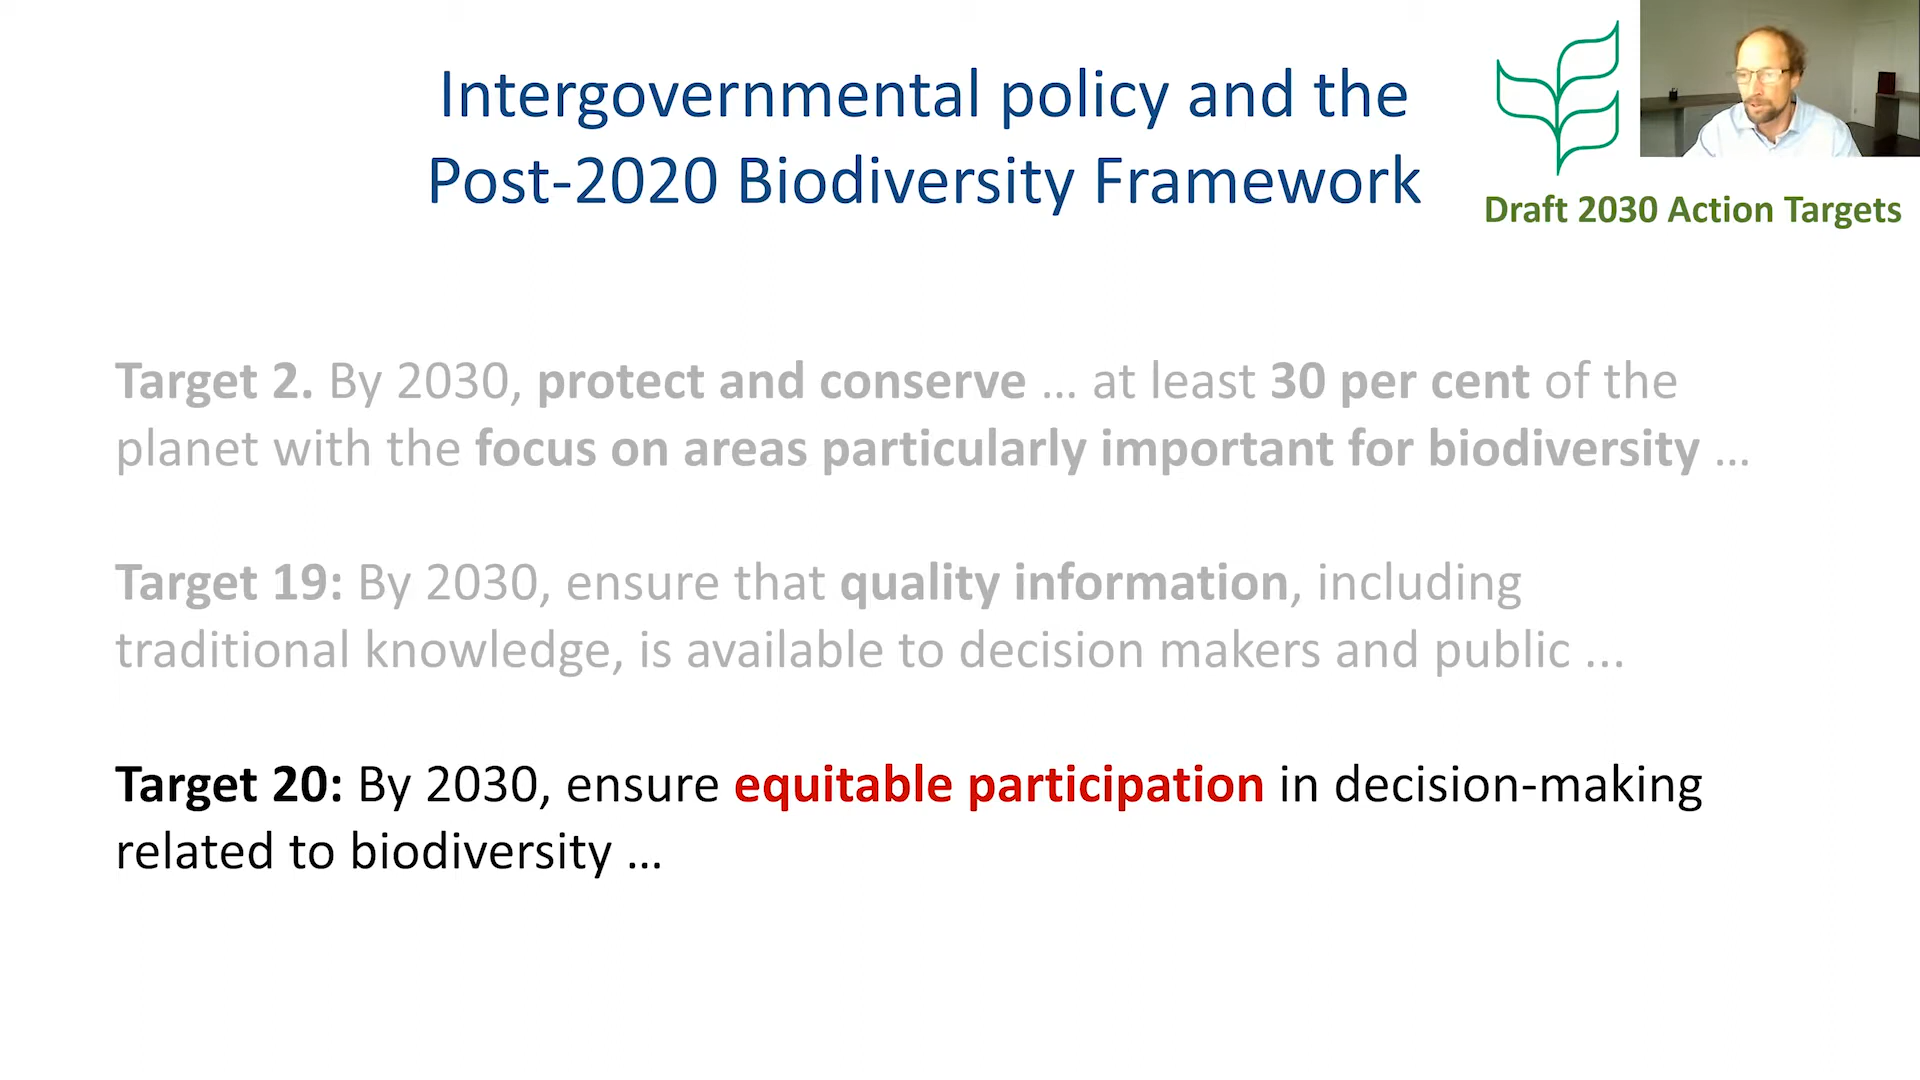 Intergovernmental policy and the
Post-2020 Biodiversity Framework
Draft 2030 Action Targets
Target 2. By 2030, protect and conserve … at least 30 per cent of the
planet with the focus on areas particularly important for biodiversity …
Target 19: By 2030, ensure that quality information, including
traditional knowledge, is available to decision makers and public ...
Target 20: By 2030, ensure equitable participation in decision-making
related to biodiversity …